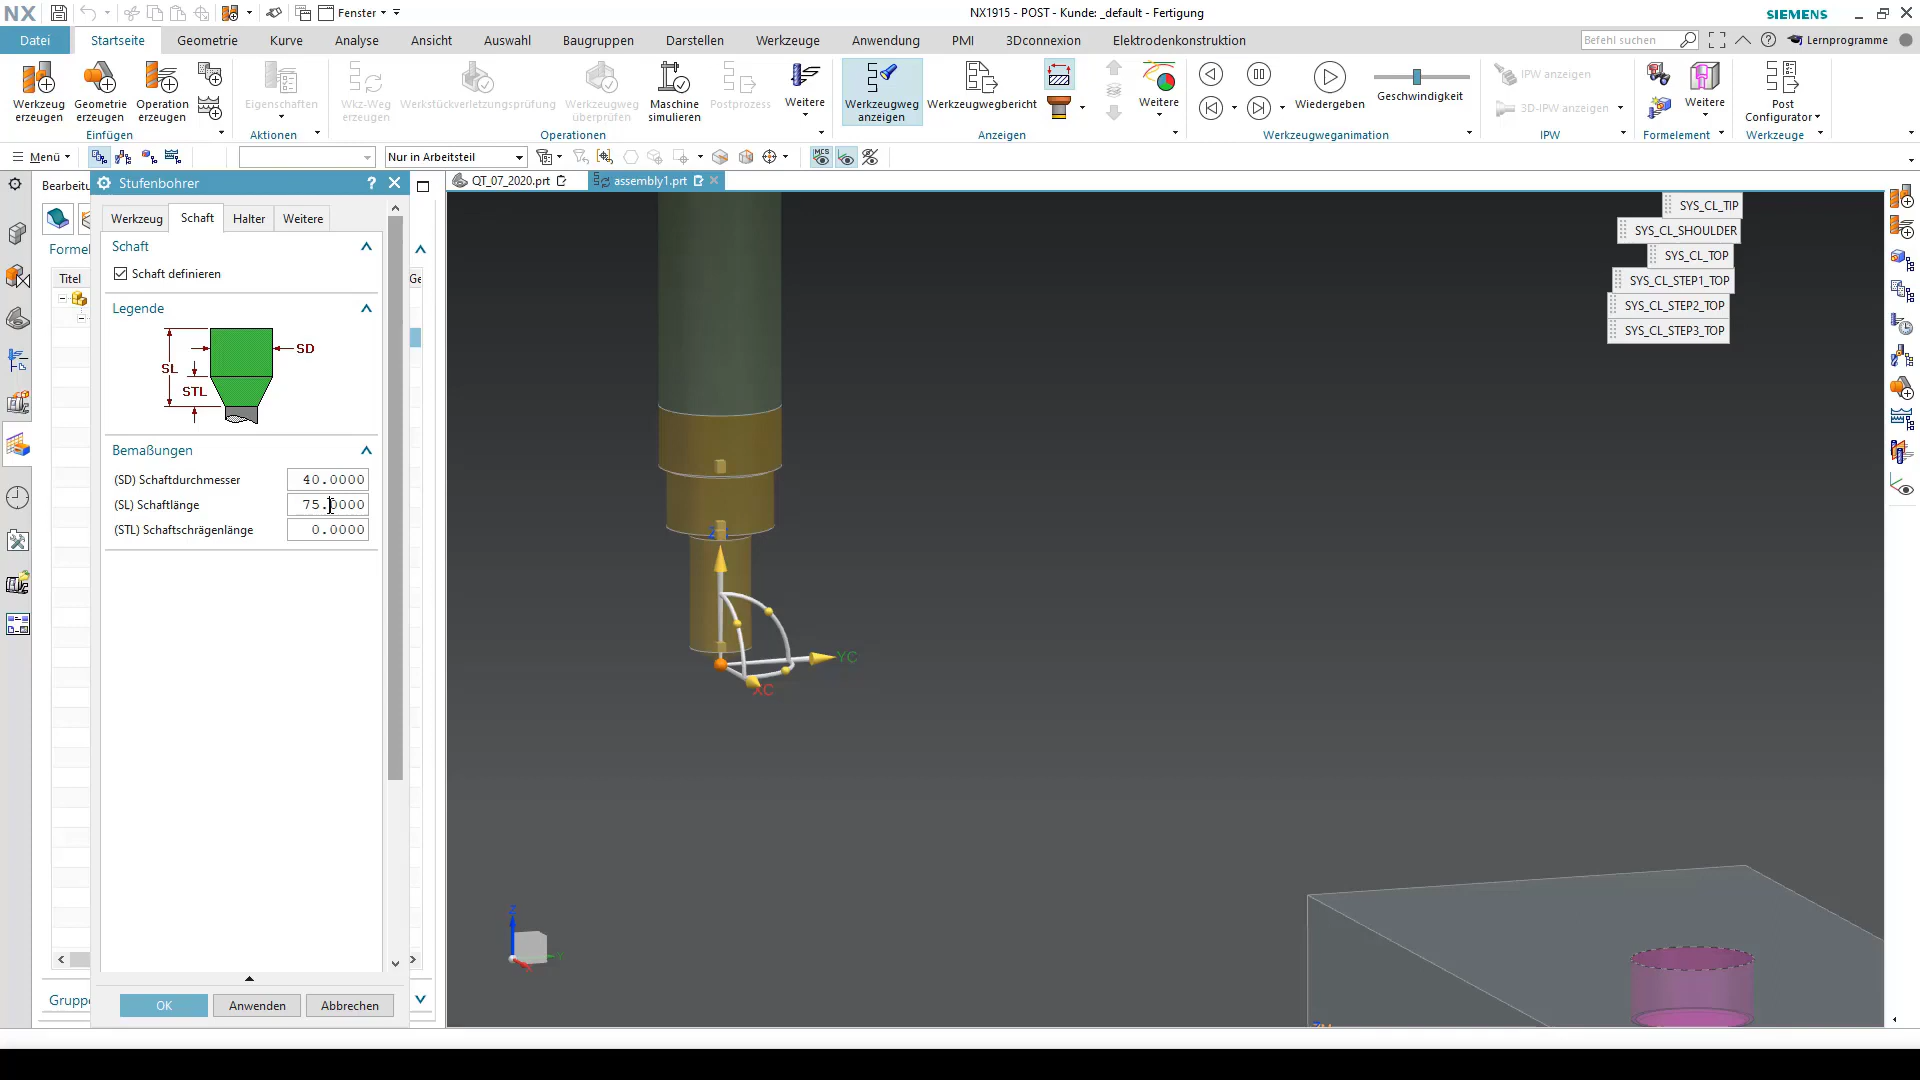 NX
Fenster
NX1915 - POST - Kunde: _default - Fertigung
SIEMENS
Datei
Startseite
Geometrie
Kurve
Analyse
Ansicht
Auswahl
Baugruppen
Darstellen
Werkzeuge
Anwendung
PMI
3Dconnexion
Elektrodenkonstruktion
Befehl suchen
Lernprogramme
Werkzeug erzeugen
Geometrie erzeugen
Operation erzeugen
Eigenschaften
Wkz-Weg erzeugen
Werkstückverletzungsprüfung
Werkzeugweg überprüfen
Maschine simulieren
Postprozess
Weitere
Werkzeugweg anzeigen
Werkzeugwegbericht
Weitere
Wiedergeben
Geschwindigkeit
IPW anzeigen
3D-IPW anzeigen
Weitere
Post Configurator
Einfügen
Aktionen
Operationen
Anzeigen
Werkzeugweganimation
IPW
Formelement
Werkzeuge
Menü
Nur in Arbeitsteil
MCS
Bearbeitu
Stufenbohrer
?
QT_07_2020.prt
assembly1.prt
Werkzeug
Schaft
Halter
Weitere
Formel
Titel
Ge
Schaft
Schaft definieren
Legende
SD
SL
STL
Bemaßungen
(SD) Schaftdurchmesser
40.0000
(SL) Schaftlänge
75.0000
(STL) Schaftschrägenlänge
0.0000
Gruppe
OK
Anwenden
Abbrechen
SYS_CL_TIP
SYS_CL_SHOULDER
SYS_CL_TOP
SYS_CL_STEP1_TOP
SYS_CL_STEP2_TOP
SYS_CL_STEP3_TOP
YC
XC
Z